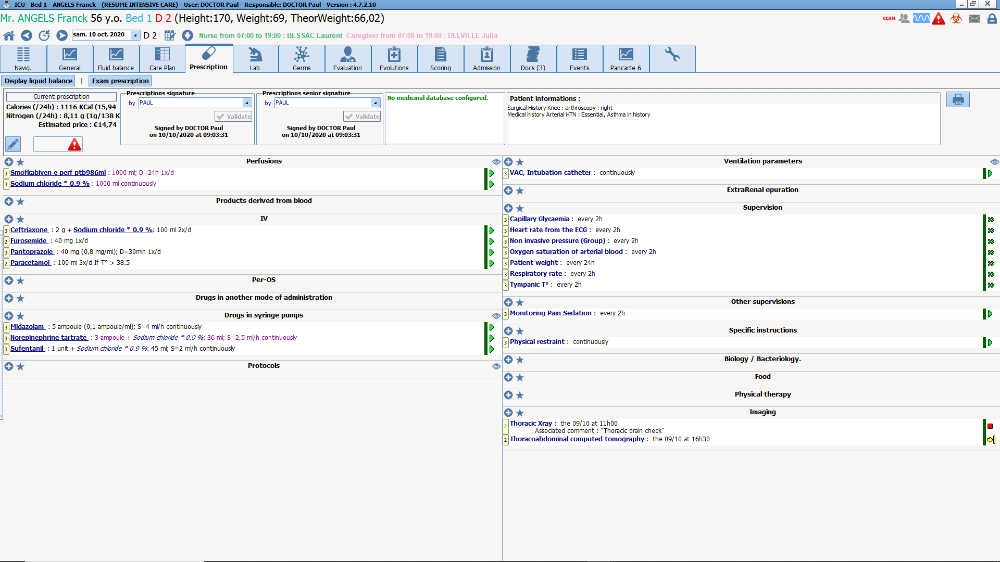 ICU - Bed 1 - ANGELS Franck - (RESUME INTENSIVE CARE) - User: DOCTOR Paul - Responsible: DOCTOR Paul - Version : 4.7.2.10
Mr. ANGELS Franck 56 y.o. Bed 1 D 2 (Height:170, Weight:69, TheorWeight:66,02)
CCAM
sam. 10 oct. 2020
D 2
Nurse from 07:00 to 19:00 : BESSAC Laurent Caregiver from 07:00 to 19:00 : DELVILLE Julia
Navig.
General
Fluid balance
Care Plan
Prescription
Lab
Germs
Evaluation
Evolutions
Scoring
Admission
Docs (3)
Events
Pancarte 6
Display liquid balance | Exam prescription
Current prescription
Calories (/24h) : 1116 KCal (15,94
Nitrogen (/24h) : 8,11 g (1g/138 K
Estimated price : €14,74
Prescriptions signature
by PAUL
Validate
Signed by DOCTOR Paul
on 10/10/2020 at 09:03:31
Prescriptions senior signature
by PAUL
Validate
Signed by DOCTOR Paul
on 10/10/2020 at 09:03:31
No medicinal database configured.
Patient informations :
Surgical History Knee : arthroscopy : right
Medical history Arterial HTN : Essential, Asthma in history
Perfusions
3 Smofkabiven e perf ptb986ml : 1000 ml; D=24h 1x/d
3 Sodium chloride * 0.9 % : 1000 ml continuously
Products derived from blood
IV
3 Ceftriaxone : 2 g + Sodium chloride * 0.9 %: 100 ml 2x/d
2 Furosemide : 40 mg 1x/d
3 Pantoprazole : 40 mg (0,8 mg/ml); D=30min 1x/d
2 Paracetamol : 100 ml 3x/d If T° > 38.5
Per-OS
Drugs in another mode of administration
Drugs in syringe pumps
3 Midazolam : 5 ampoule (0,1 ampoule/ml); S=4 ml/h continuously
3 Norepinephrine tartrate : 3 ampoule + Sodium chloride * 0.9 %: 36 ml; S=2,5 ml/h continuously
3 Sufentanil : 1 unit + Sodium chloride * 0.9 %: 45 ml; S=2 ml/h continuously
Protocols
Ventilation parameters
3 VAC, Intubation catheter : continuously
ExtraRenal epuration
Supervision
3 Capillary Glycaemia : every 2h
3 Heart rate from the ECG : every 2h
3 Non invasive pressure (Group) : every 2h
3 Oxygen saturation of arterial blood : every 2h
3 Patient weight : every 24h
3 Respiratory rate : every 2h
3 Tympanic T° : every 2h
Other supervisions
3 Monitoring Pain Sedation : every 2h
Specific instructions
3 Physical restraint : continuously
Biology / Bacteriology.
Food
Physical therapy
Imaging
2 Thoracic Xray : the 09/10 at 11h00
Associated comment : "Thoracic drain check"
2 Thoracoabdominal computed tomography : the 09/10 at 16h30